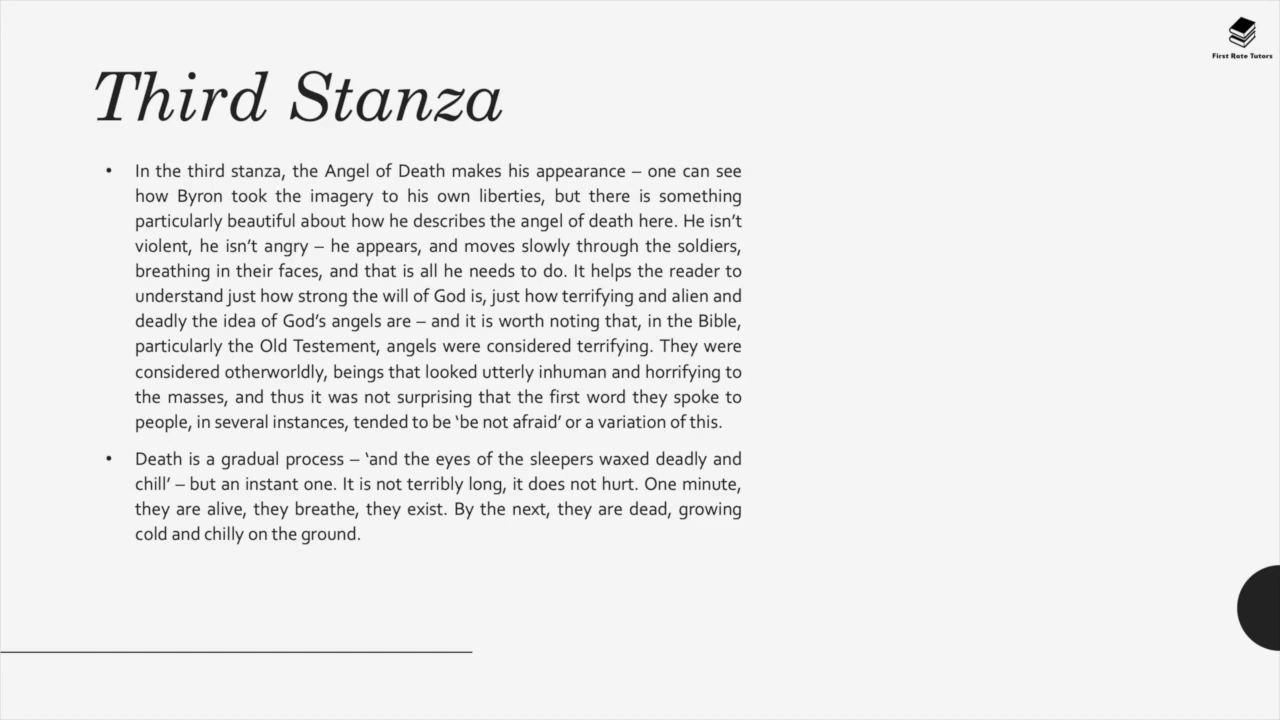 First Rate Tutors
Third Stanza
• In the third stanza, the Angel of Death makes his appearance – one can see
how Byron took the imagery to his own liberties, but there is something
particularly beautiful about how he describes the angel of death here. He isn’t
violent, he isn’t angry – he appears, and moves slowly through the soldiers,
breathing in their faces, and that is all he needs to do. It helps the reader to
understand just how strong the will of God is, just how terrifying and alien and
deadly the idea of God’s angels are – and it is worth noting that, in the Bible,
particularly the Old Testement, angels were considered terrifying. They were
considered otherworldly, beings that looked utterly inhuman and horrifying to
the masses, and thus it was not surprising that the first word they spoke to
people, in several instances, tended to be ‘be not afraid’ or a variation of this.
• Death is a gradual process – ‘and the eyes of the sleepers waxed deadly and
chill’ – but an instant one. It is not terribly long, it does not hurt. One minute,
they are alive, they breathe, they exist. By the next, they are dead, growing
cold and chilly on the ground.